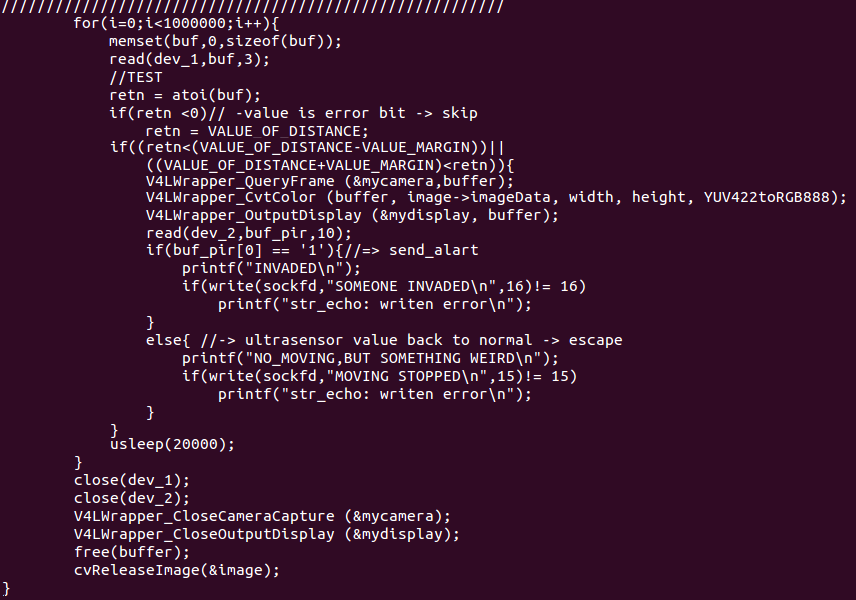 ////////////////////////////////////////////////////////
        for(i=0;i<1000000;i++){
            memset(buf,0,sizeof(buf));
            read(dev_1,buf,3);
            //TEST
            retn = atoi(buf);
            if(retn <0)// -value is error bit -> skip
                retn = VALUE_OF_DISTANCE;
            if((retn<(VALUE_OF_DISTANCE-VALUE_MARGIN))||
                ((VALUE_OF_DISTANCE+VALUE_MARGIN)<retn)){
                V4LWrapper_QueryFrame (&mycamera,buffer);
                V4LWrapper_CvtColor (buffer, image->imageData, width, height, YUV422toRGB888);
                V4LWrapper_OutputDisplay (&mydisplay, buffer);
                read(dev_2,buf_pir,10);
                if(buf_pir[0] == '1'){//=> send_alart
                    printf("INVADED\n");
                    if(write(sockfd,"SOMEONE INVADED\n",16)!= 16)
                        printf("str_echo: writen error\n");
                }
                else{ //-> ultrasensor value back to normal -> escape
                    printf("NO_MOVING,BUT SOMETHING WEIRD\n");
                    if(write(sockfd,"MOVING STOPPED\n",15)!= 15)
                        printf("str_echo: writen error\n");
                }
            }
            usleep(20000);
        }
        close(dev_1);
        close(dev_2);
        V4LWrapper_CloseCameraCapture (&mycamera);
        V4LWrapper_CloseOutputDisplay (&mydisplay);
        free(buffer);
        cvReleaseImage(&image);
}